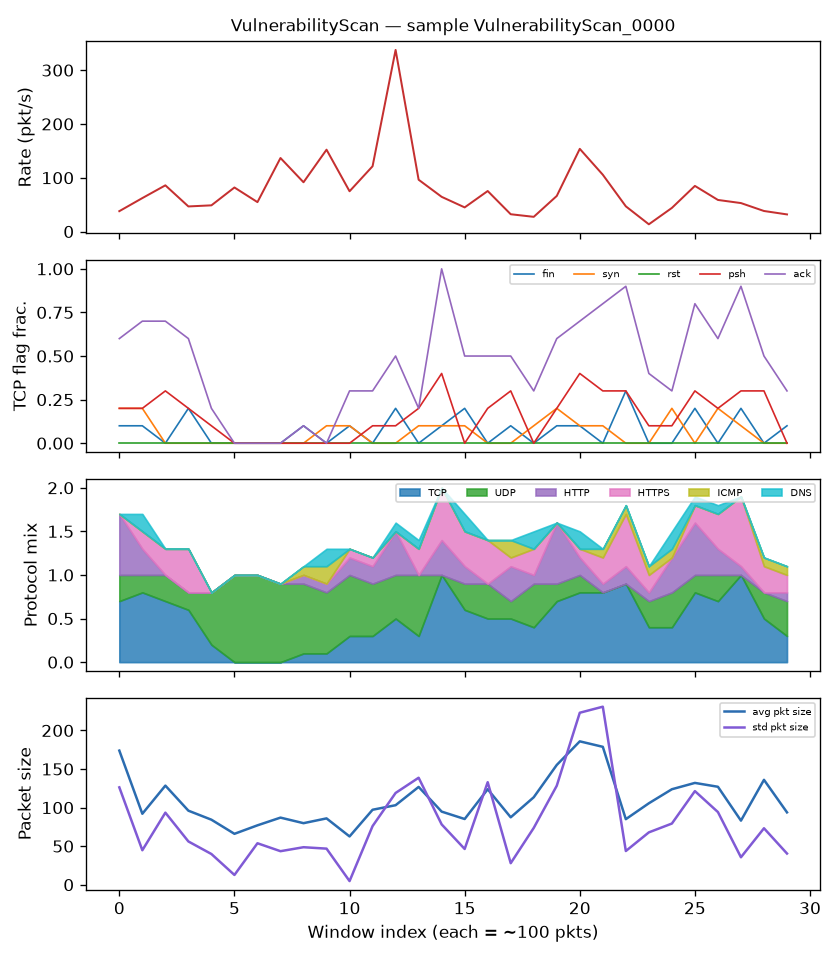 VulnerabilityScan — sample VulnerabilityScan_0000
Rate (pkt/s)
300
200
100
0
TCP flag frac.
1.00
0.75
0.50
0.25
0.00
fin syn rst psh ack
Protocol mix
2.0
1.5
1.0
0.5
0.0
TCP UDP HTTP HTTPS ICMP DNS
Packet size
200
150
100
50
0
avg pkt size
std pkt size
0 5 10 15 20 25 30
Window index (each = ~100 pkts)